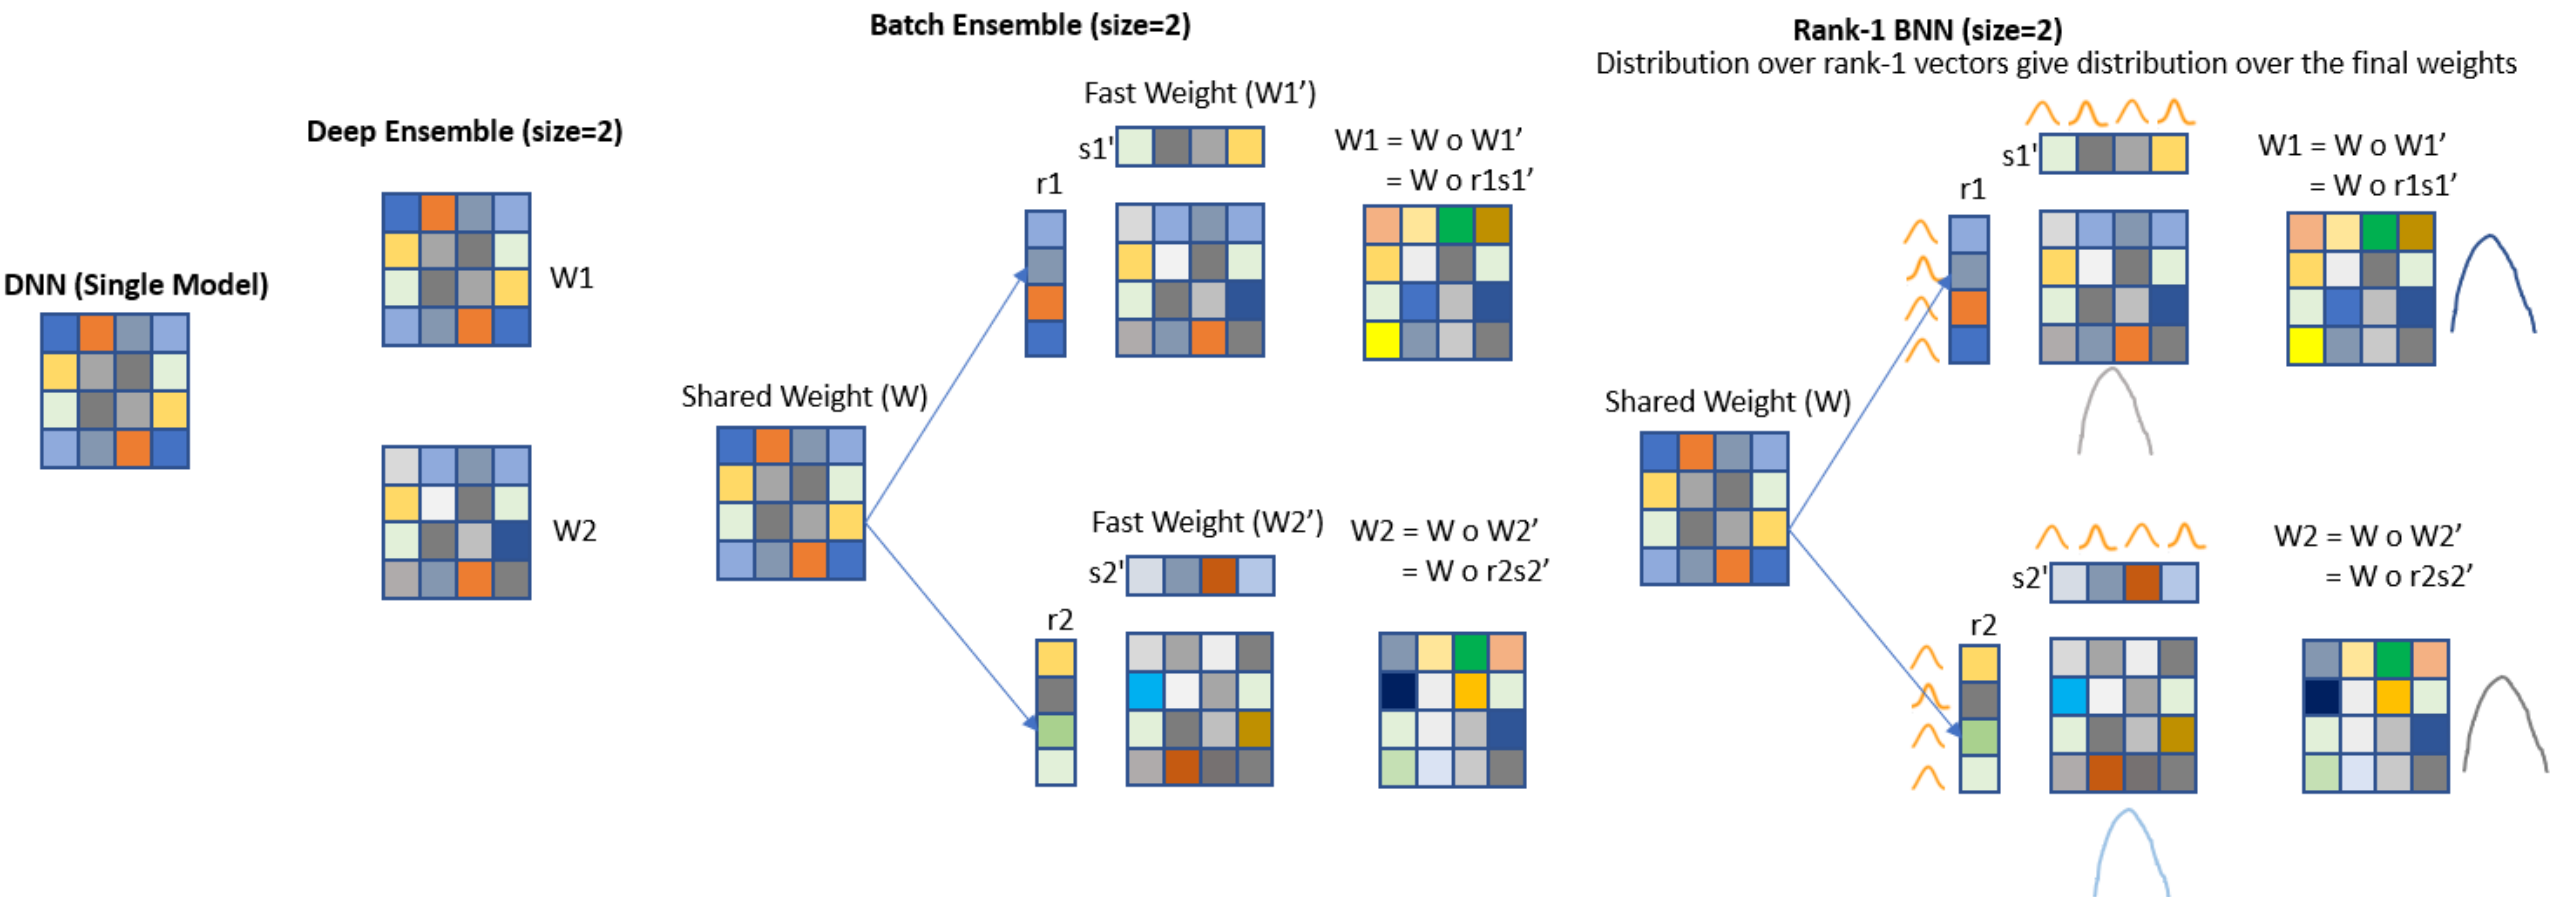 DNN (Single Model)
Deep Ensemble (size=2)
W1
W2
Batch Ensemble (size=2)
Shared Weight (W)
Fast Weight (W1’)
s1'
r1
W1 = W o W1’
= W o r1s1’
Fast Weight (W2’)
s2'
r2
W2 = W o W2’
= W o r2s2’
Rank-1 BNN (size=2)
Distribution over rank-1 vectors give distribution over the final weights
Shared Weight (W)
s1'
r1
W1 = W o W1’
= W o r1s1’
s2'
r2
W2 = W o W2’
= W o r2s2’